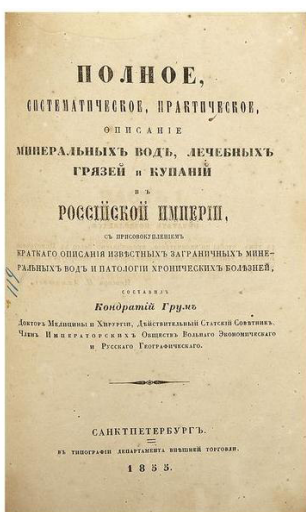 ПОЛНОЕ,
СИСТЕМАТИЧЕСКОЕ, ПРАКТИЧЕСКОЕ,
ОПИСАНІЕ
МИНЕРАЛЬНЫХЪ ВОДЪ, ЛЕЧЕБНЫХЪ
ГРЯЗЕЙ И КУПАНІЙ
ВЪ
РОССІЙСКОЙ ИМПЕРІИ,
СЪ ПРИСОВОКУПЛЕНІЕМЪ
КРАТКАГО ОПИСАНІЯ ИЗВѢСТНЫХЪ ЗАГРАНИЧНЫХЪ МИНЕ-
РАЛЬНЫХЪ ВОДЪ И ПАТОЛОГІИ ХРОНИЧЕСКИХЪ БОЛѢЗНЕЙ,
СОСТАВИЛЪ
Кондратій Грумъ
Докторъ Медицины и Хирургіи, Дѣйствительный Статскій Совѣтникъ,
Членъ Императорскихъ Обществъ Вольнаго Экономическаго
и Русскаго Географическаго.
САНКТПЕТЕРБУРГЪ.
ВЪ ТИПОГРАФІИ ДЕПАРТАМЕНТА ВНѢШНЕЙ ТОРГОВЛИ.
1855.